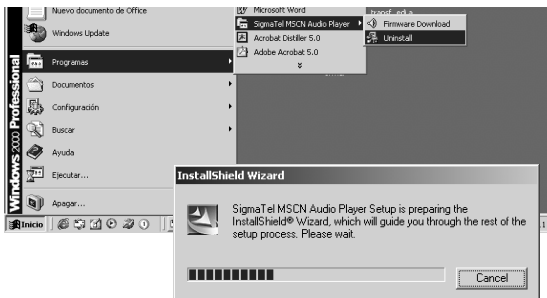 Nuevo documento de Office
Windows Update
Programas
Documentos
Configuración
Buscar
Ayuda
Ejecutar...
Apagar...
Windows 2000 Professional
Inicio
Microsoft Word
SigmaTel MSCN Audio Player
Acrobat Distiller 5.0
Adobe Acrobat 5.0
Firmware Download
Uninstall
InstallShield Wizard
SigmaTel MSCN Audio Player Setup is preparing the
InstallShield® Wizard, which will guide you through the rest of the
setup process. Please wait.
Cancel